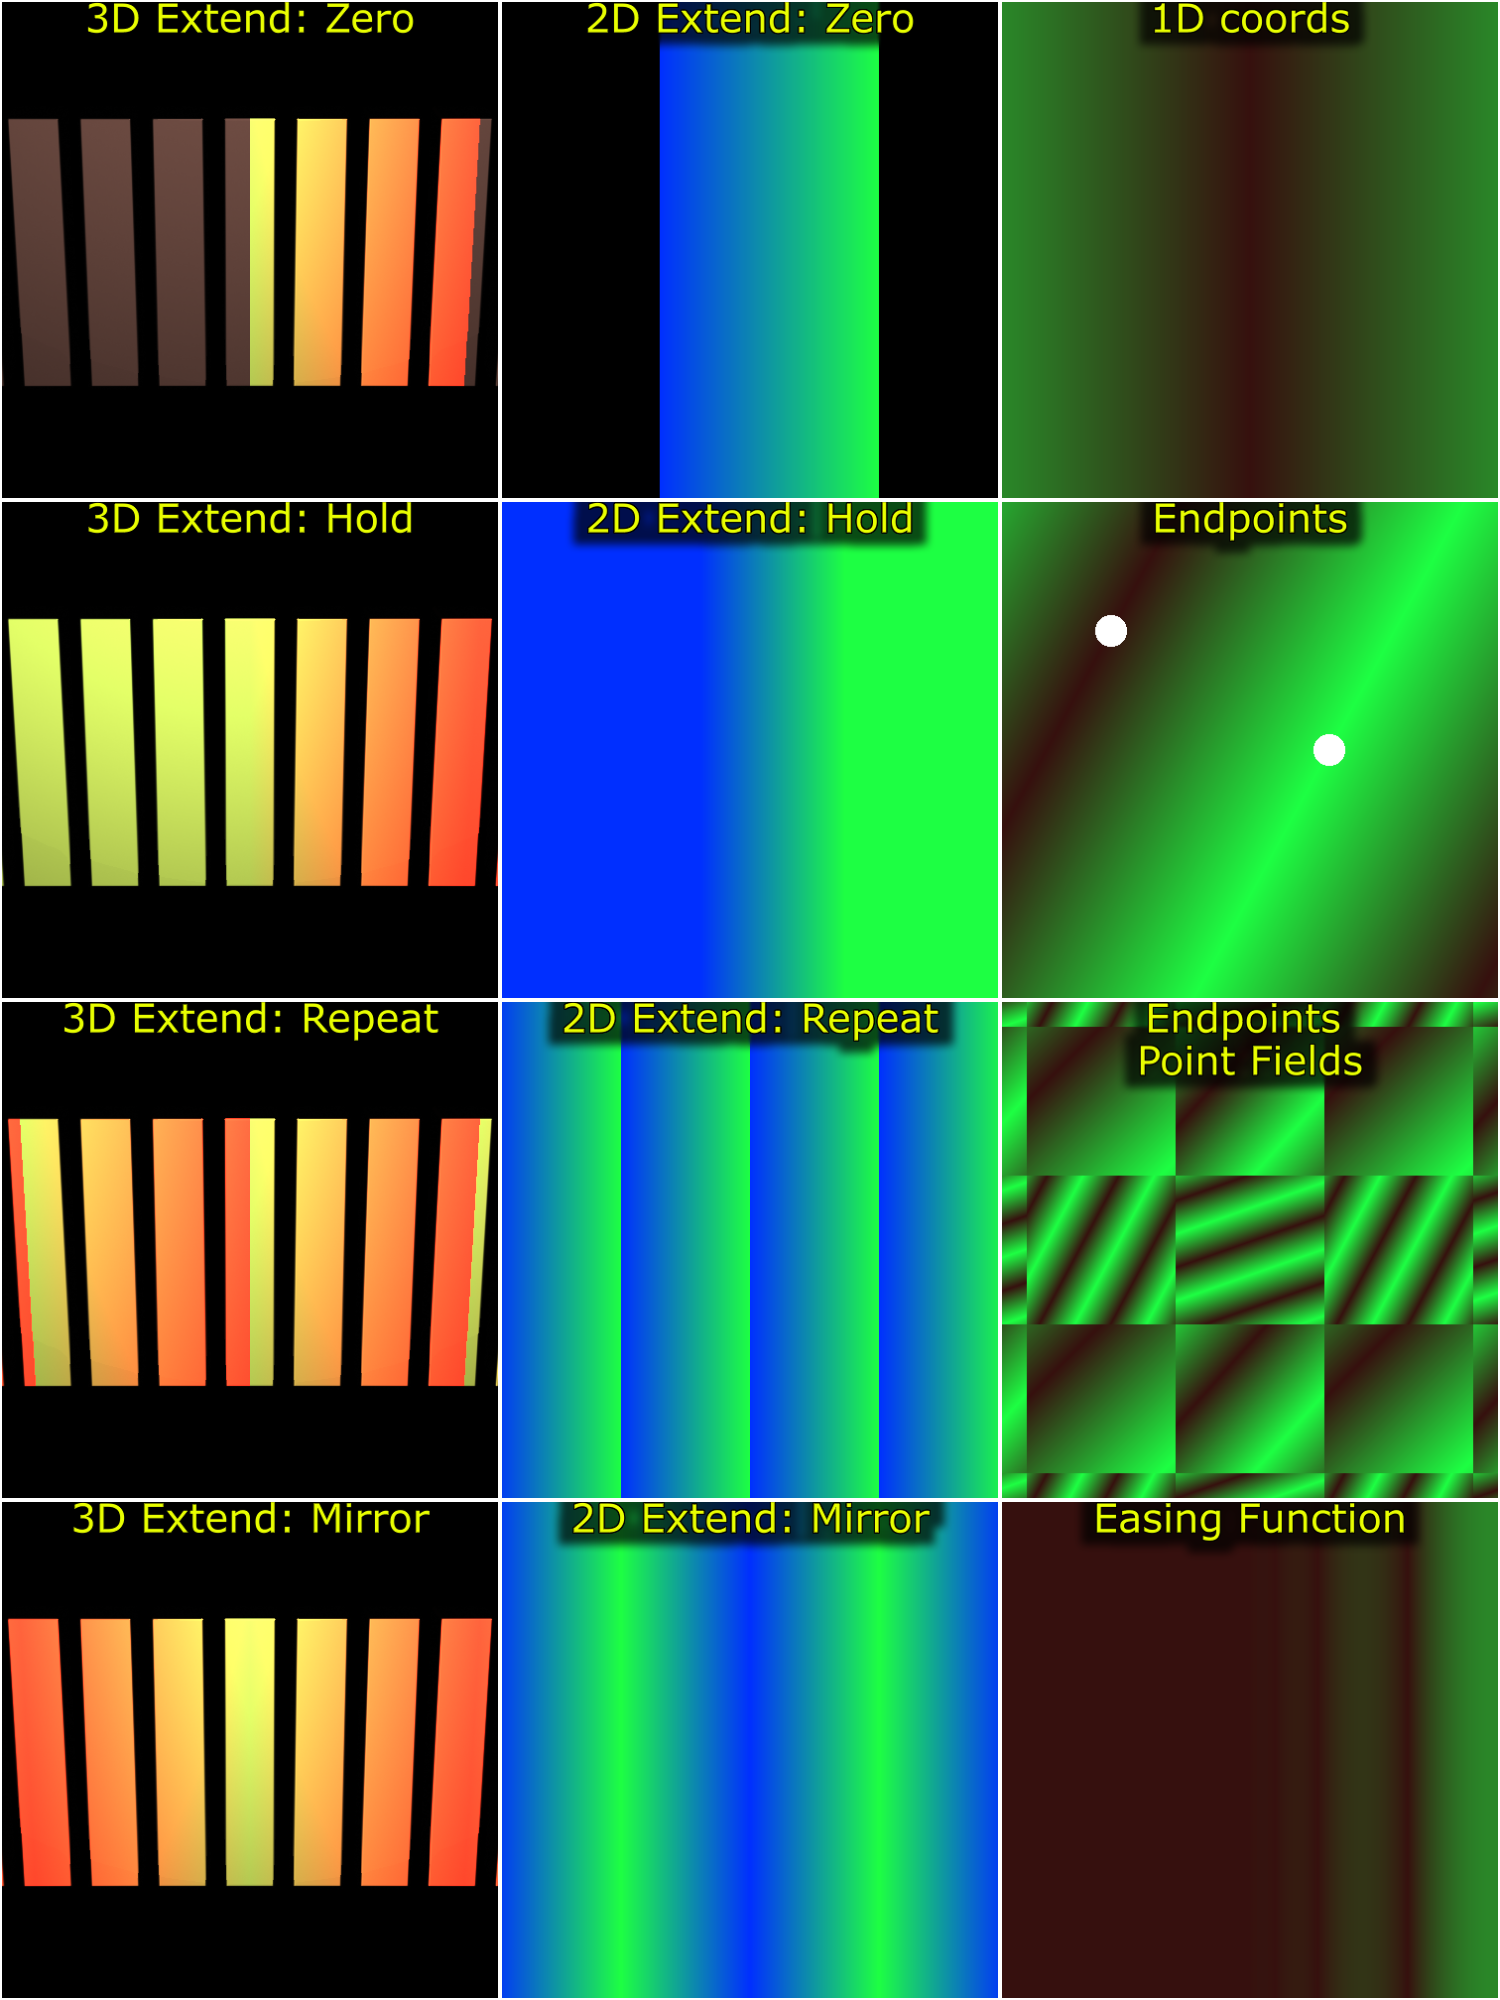 3D Extend: Zero
2D Extend: Zero
1D coords
3D Extend: Hold
2D Extend: Hold
Endpoints
3D Extend: Repeat
2D Extend: Repeat
Endpoints
Point Fields
3D Extend: Mirror
2D Extend: Mirror
Easing Function